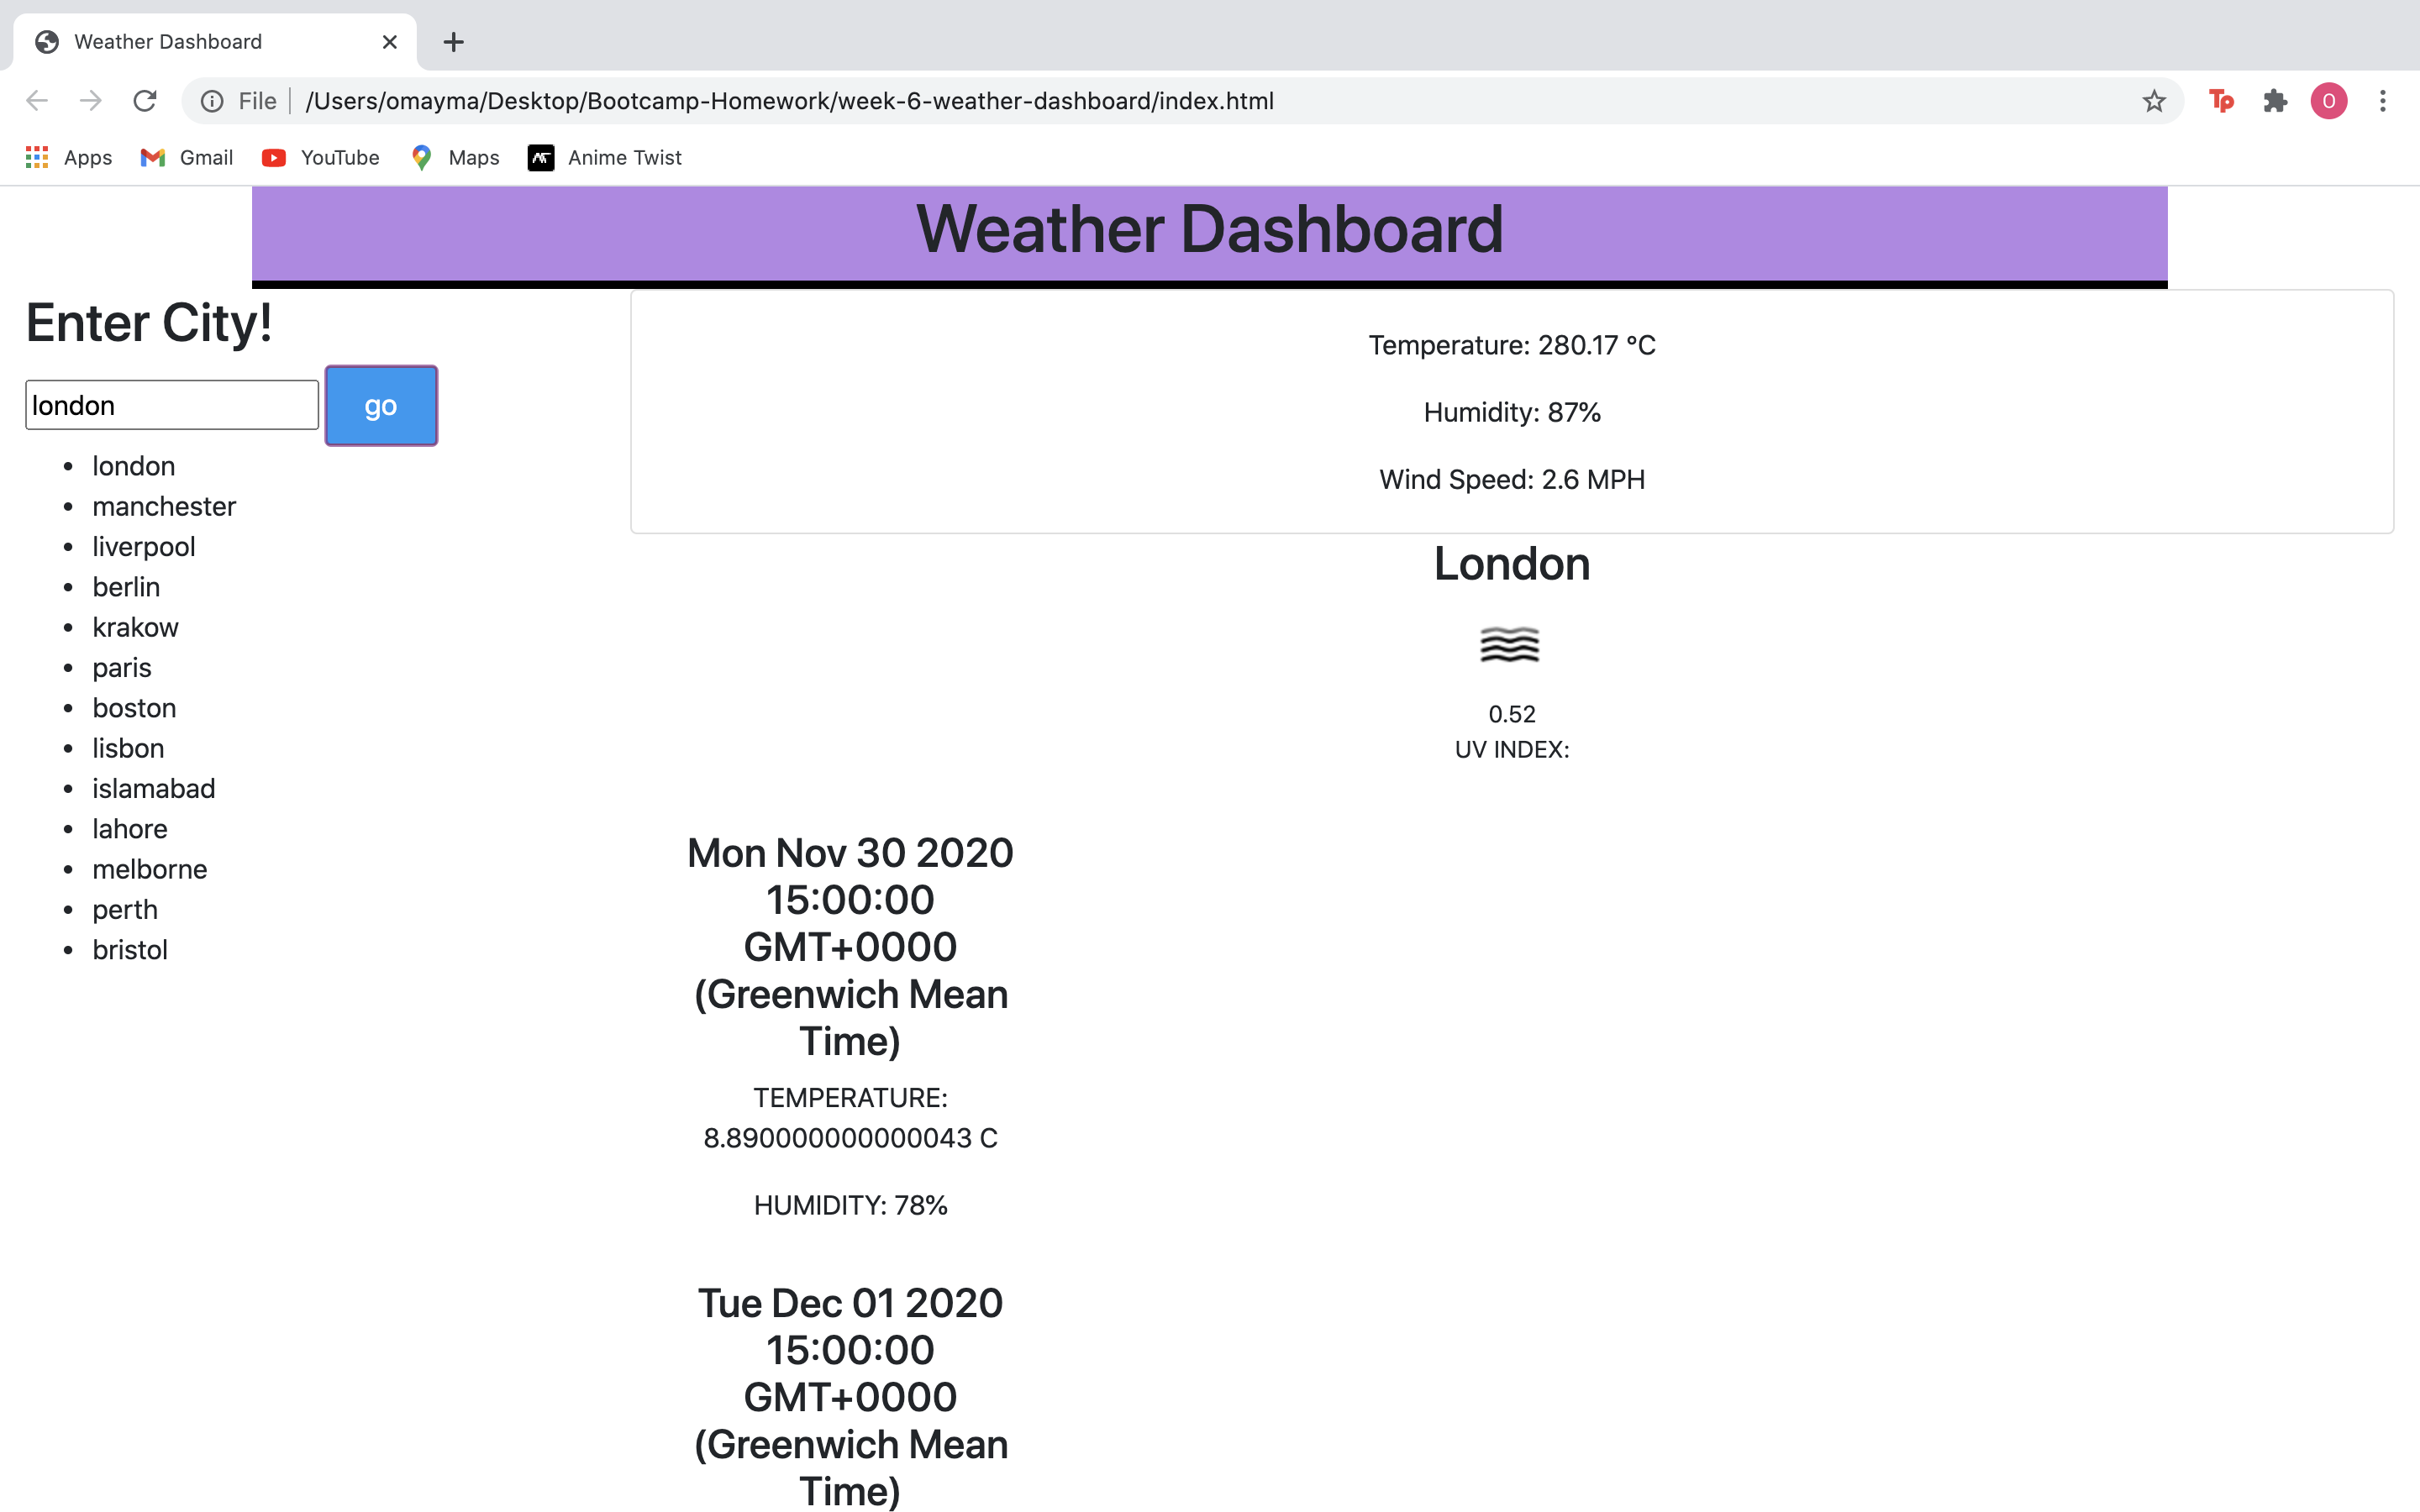 Weather Dashboard
File /Users/omayma/Desktop/Bootcamp-Homework/week-6-weather-dashboard/index.html
Tp
O
Apps Gmail YouTube Maps Anime Twist
Weather Dashboard
Enter City!
london go
london
manchester
liverpool
berlin
krakow
paris
boston
lisbon
islamabad
lahore
melborne
perth
bristol
Temperature: 280.17 °C
Humidity: 87%
Wind Speed: 2.6 MPH
London
0.52
UV INDEX:
Mon Nov 30 2020
15:00:00
GMT+0000
(Greenwich Mean
Time)
TEMPERATURE:
8.890000000000043 C
HUMIDITY: 78%
Tue Dec 01 2020
15:00:00
GMT+0000
(Greenwich Mean
Time)